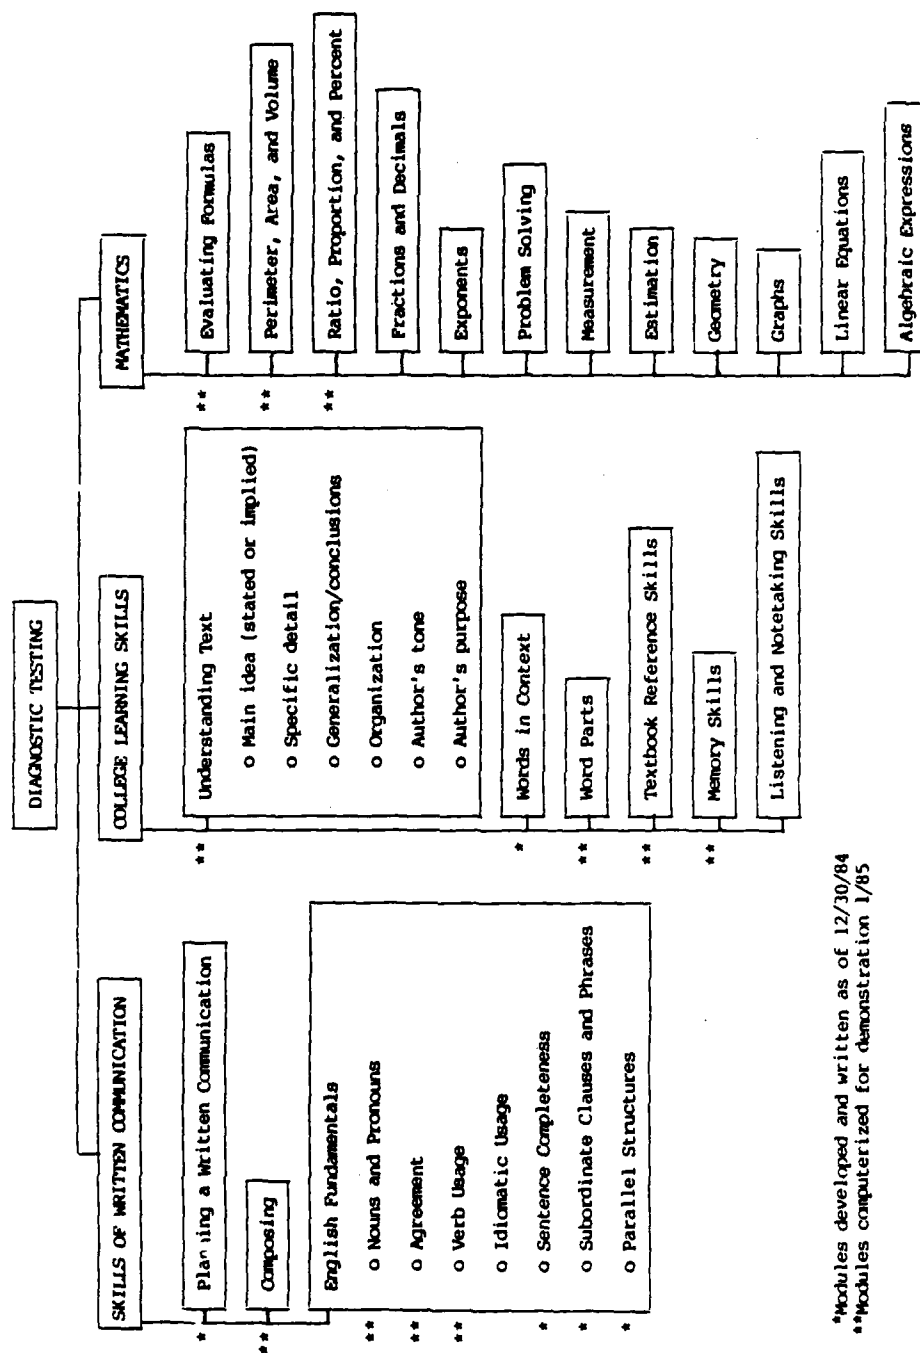 DIAGNOSTIC TESTING
SKILLS OF WRITTEN COMMUNICATION
* Planning a Written Communication
** Composing
English Fundamentals
** o Nouns and Pronouns
** o Agreement
** o Verb Usage
o Idiomatic Usage
* o Sentence Completeness
* o Subordinate Clauses and Phrases
* o Parallel Structures
COLLEGE LEARNING SKILLS
** Understanding Text
o Main idea (stated or implied)
o Specific detail
o Generalization/conclusions
o Organization
o Author's tone
o Author's purpose
* Words in Context
** Word Parts
** Textbook Reference Skills
** Memory Skills
Listening and Notetaking Skills
MATHEMATICS
** Evaluating Formulas
** Perimeter, Area, and Volume
** Ratio, Proportion, and Percent
Fractions and Decimals
Exponents
Problem Solving
Measurement
Estimation
Geometry
Graphs
Linear Equations
Algebraic Expressions
*Modules developed and written as of 12/30/84
**Modules computerized for demonstration 1/85